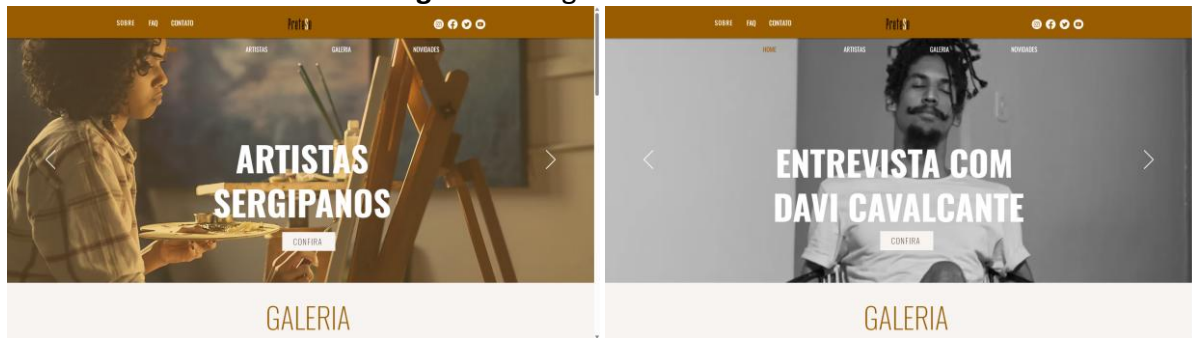 SOBRE FAQ CONTATO
ARTISTAS GALERIA NOVIDADES
ARTISTAS
SERGIPANOS
CONFIRA
GALERIA
SOBRE FAQ CONTATO
HOME ARTISTAS GALERIA NOVIDADES
ENTREVISTA COM
DAVI CAVALCANTE
CONFIRA
GALERIA